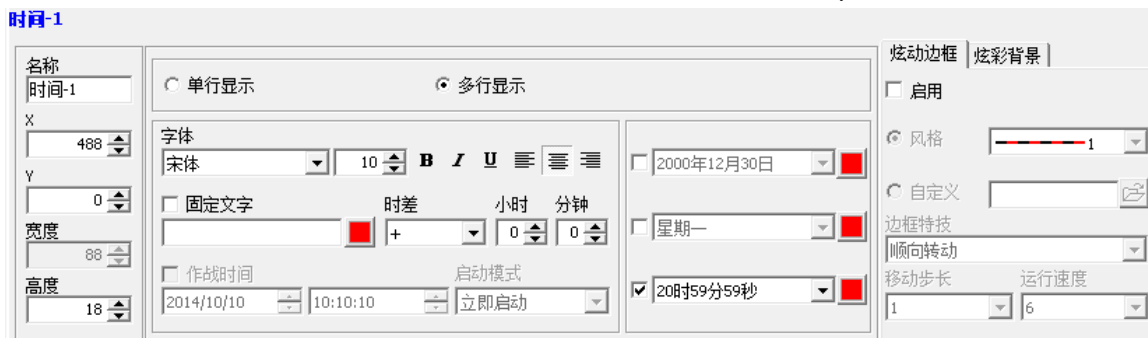 时间-1
名称
时间-1
X
488
Y
0
宽度
88
高度
18
单行显示
多行显示
字体
宋体
10
B I U
固定文字
时差
小时
分钟
+
0
0
作战时间
启动模式
2014/10/10
10:10:10
立即启动
2000年12月30日
星期一
20时59分59秒
炫动边框
炫彩背景
启用
风格
1
自定义
边框特技
顺向转动
移动步长
运行速度
1
6